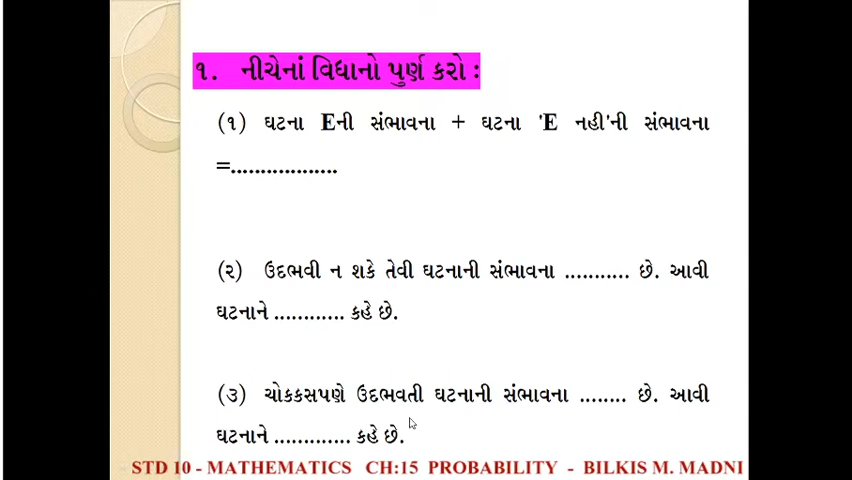 ૧. નીચેનાં વિધાનો પુર્ણ કરો :
(૧) ઘટના Eની સંભાવના + ઘટના 'E નહી'ની સંભાવના
=..................
(૨) ઉદભવી ન શકે તેવી ઘટનાની સંભાવના ........... છે. આવી
ઘટનાને ............ કહે છે.
(૩) ચોકકસપણે ઉદભવતી ઘટનાની સંભાવના ........ છે. આવી
ઘટનાને ............. કહે છે.
STD 10 - MATHEMATICS CH:15 PROBABILITY - BILKIS M. MADNI